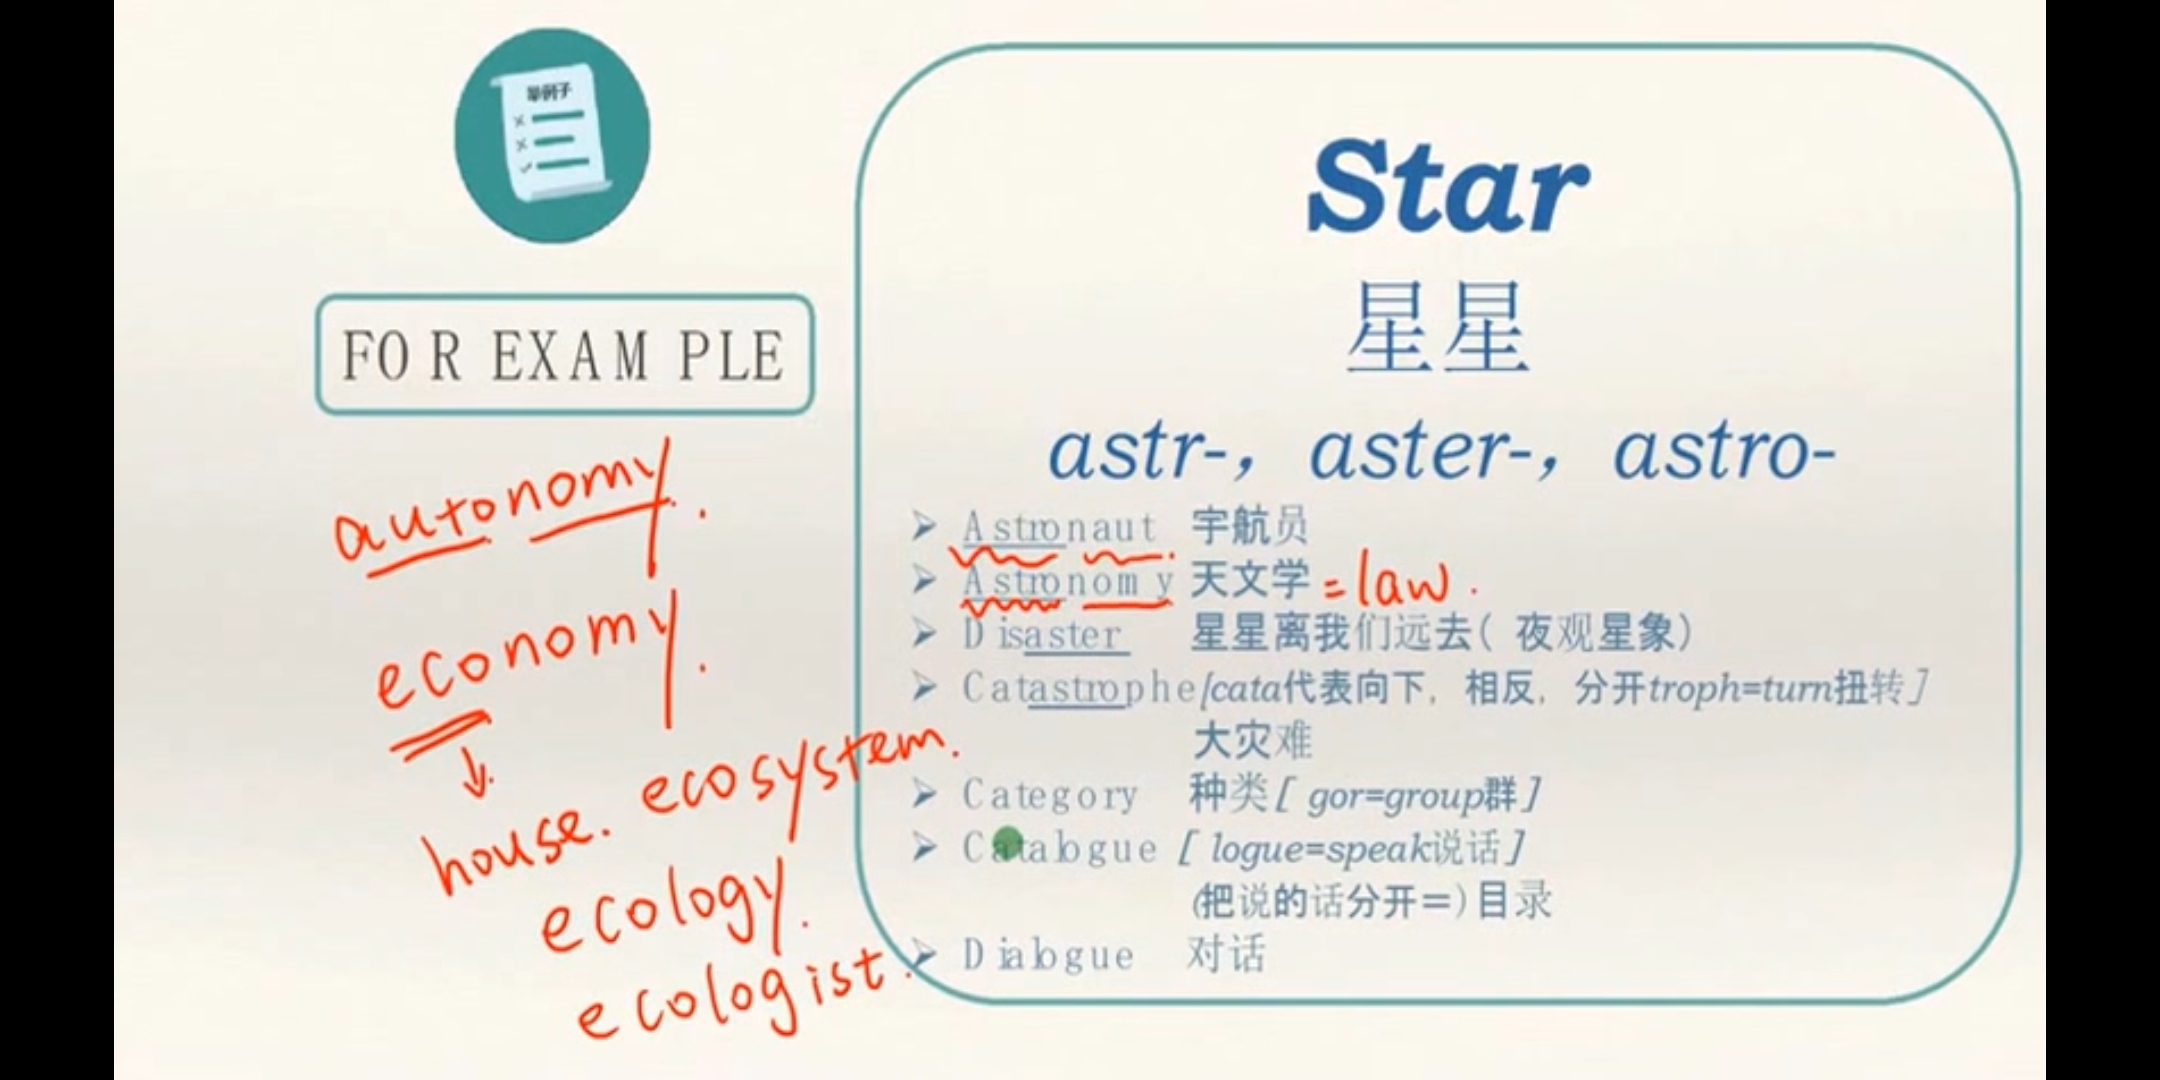 举例子
FOR EXAMPLE
autonomy.
economy.
house. ecosystem.
ecology.
ecologist.
Star
星星
astr-, aster-, astro-
Astronaut 宇航员
Astronomy 天文学 = law.
Disaster 星星离我们远去( 夜观星象)
Catastrophe[cata代表向下, 相反, 分开troph=turn扭转]
大灾难
Category 种类[ gor=group群]
Catalogue [ logue=speak说话]
(把说的话分开=)目录
Dialogue 对话